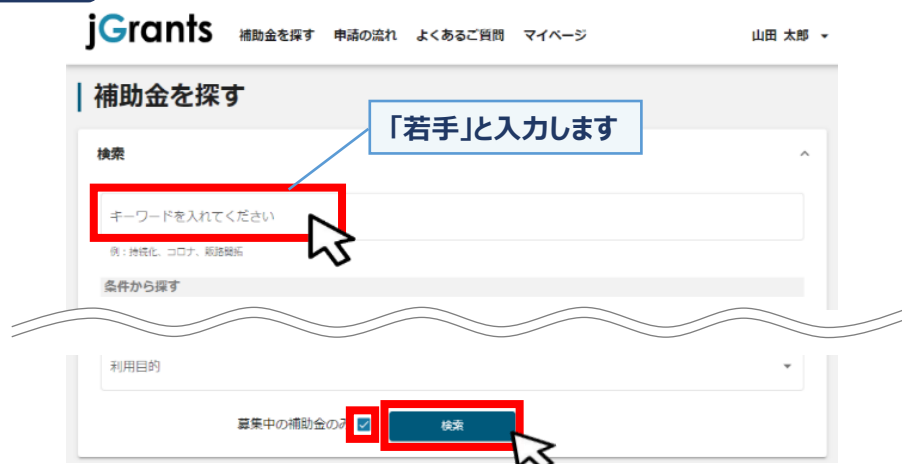 jGrants 補助金を探す 申請の流れ よくあるご質問 マイページ 山田 太郎
補助金を探す
「若手」と入力します
検索
キーワードを入れてください
例：持続化、コロナ、販路開拓
条件から探す
利用目的
募集中の補助金のみ 検索